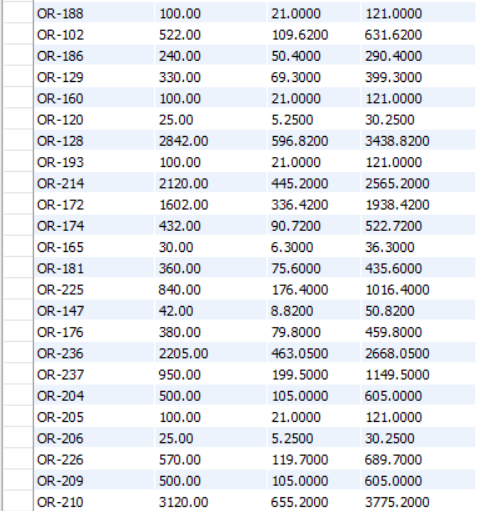 OR-188 100.00 21.0000 121.0000
OR-102 522.00 109.6200 631.6200
OR-186 240.00 50.4000 290.4000
OR-129 330.00 69.3000 399.3000
OR-160 100.00 21.0000 121.0000
OR-120 25.00 5.2500 30.2500
OR-128 2842.00 596.8200 3438.8200
OR-193 100.00 21.0000 121.0000
OR-214 2120.00 445.2000 2565.2000
OR-172 1602.00 336.4200 1938.4200
OR-174 432.00 90.7200 522.7200
OR-165 30.00 6.3000 36.3000
OR-181 360.00 75.6000 435.6000
OR-225 840.00 176.4000 1016.4000
OR-147 42.00 8.8200 50.8200
OR-176 380.00 79.8000 459.8000
OR-236 2205.00 463.0500 2668.0500
OR-237 950.00 199.5000 1149.5000
OR-204 500.00 105.0000 605.0000
OR-205 100.00 21.0000 121.0000
OR-206 25.00 5.2500 30.2500
OR-226 570.00 119.7000 689.7000
OR-209 500.00 105.0000 605.0000
OR-210 3120.00 655.2000 3775.2000